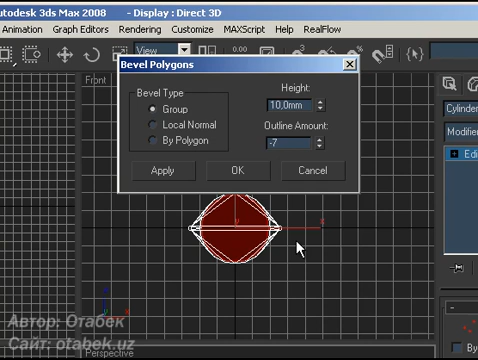 Autodesk 3ds Max 2008 - Display : Direct 3D
Animation Graph Editors Rendering Customize MAXScript Help RealFlow
View
Front
Bevel Polygons
Bevel Type
Group
Local Normal
By Polygon
Height:
10,0mm
Outline Amount:
-7
Apply OK Cancel
x
Cylinder
Modifier
Edi
Автор: Отабек
Сайт: otabek.uz
Perspective
By